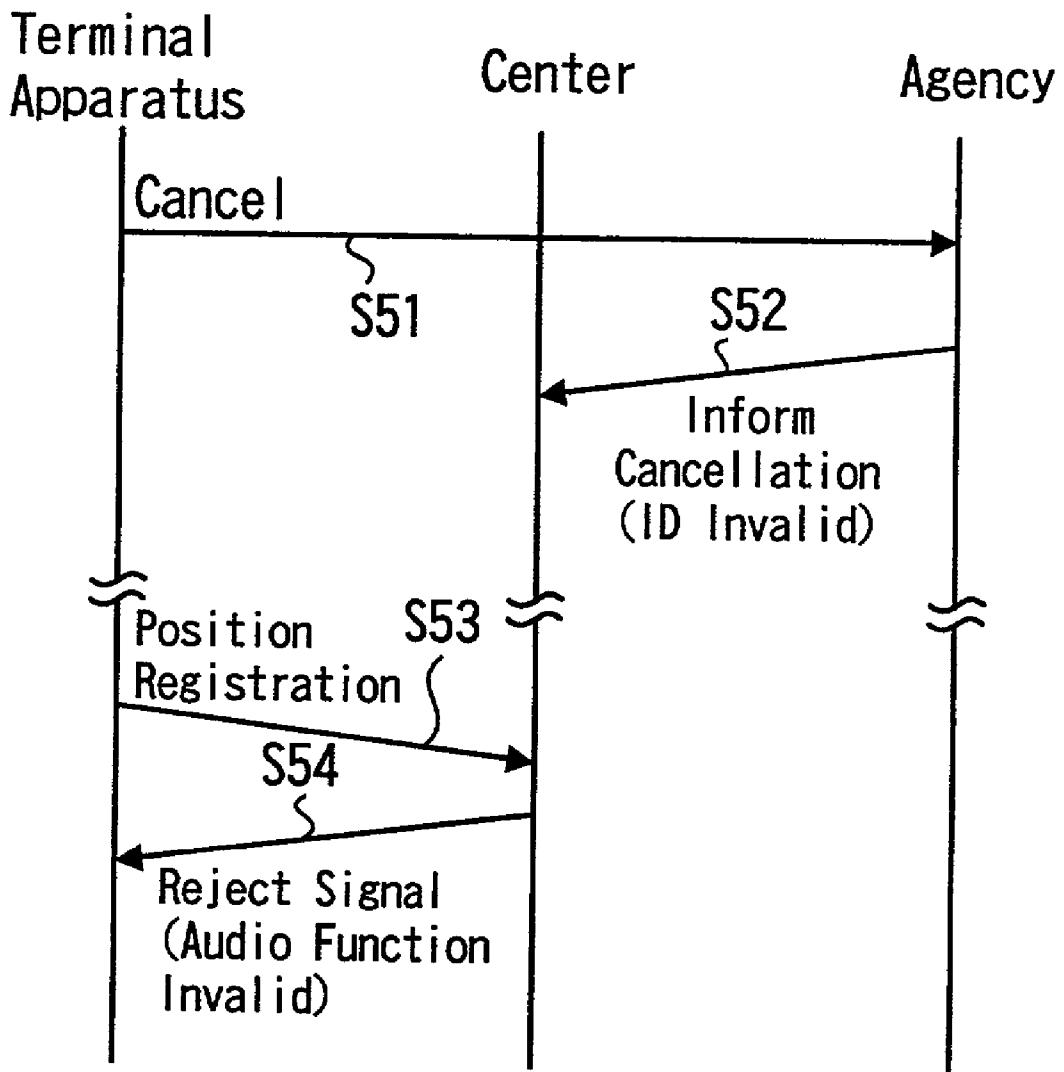 Terminal
Apparatus
Center
Agency
Cancel
S51
S52
Inform
Cancellation
(ID Invalid)
Position
Registration
S53
S54
Reject Signal
(Audio Function
Invalid)